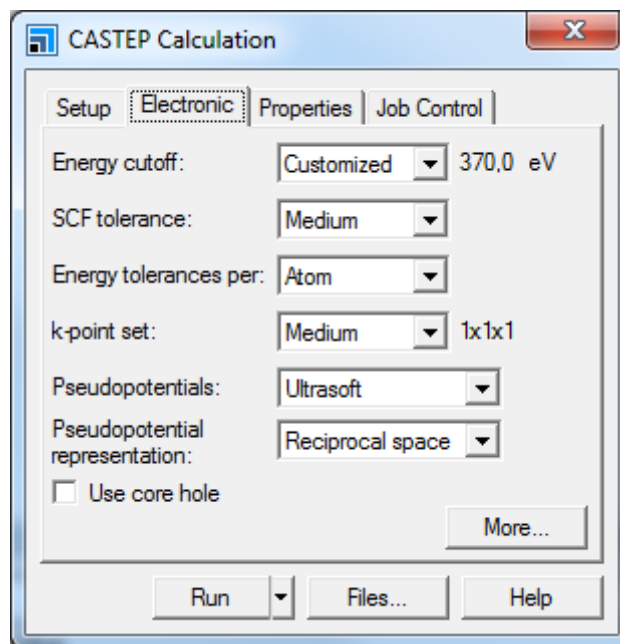 CASTEP Calculation
Setup Electronic Properties Job Control
Energy cutoff: Customized 370,0 eV
SCF tolerance: Medium
Energy tolerances per: Atom
k-point set: Medium 1x1x1
Pseudopotentials: Ultrasoft
Pseudopotential
representation: Reciprocal space
Use core hole
More...
Run Files... Help